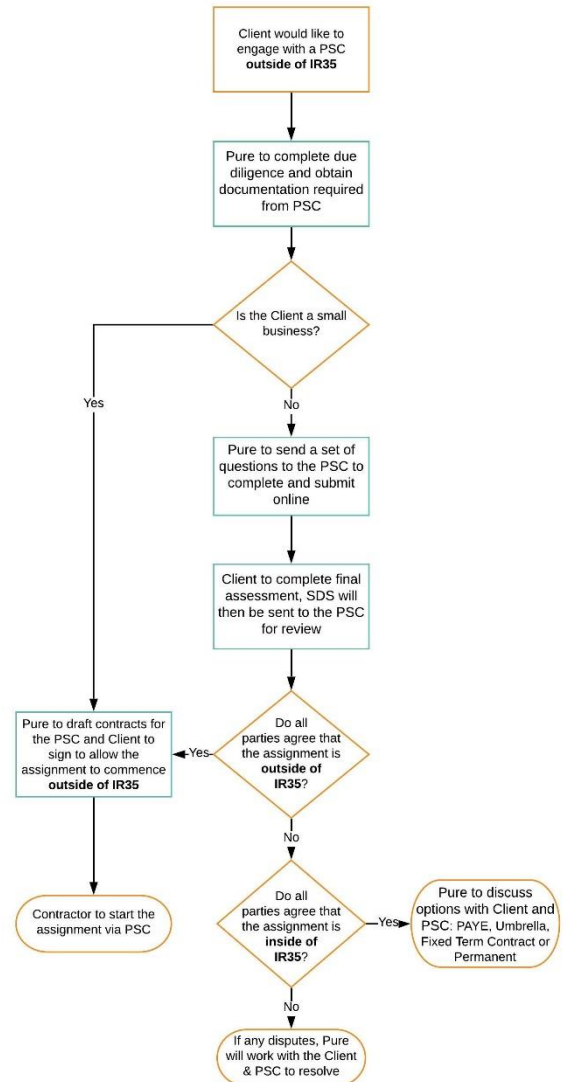 Client would like to
engage with a PSC
outside of IR35
Pure to complete due
diligence and obtain
documentation required
from PSC
Is the Client a small
business?
Yes
No
Pure to send a set of
questions to the PSC to
complete and submit
online
Client to complete final
assessment, SDS will
then be sent to the PSC
for review
Do all
parties agree that
the assignment is
outside of
IR35?
Yes
Pure to draft contracts for
the PSC and Client to
sign to allow the
assignment to commence
outside of IR35
Contractor to start the
assignment via PSC
No
Do all
parties agree that
the assignment is
inside of
IR35?
Yes
Pure to discuss
options with Client and
PSC: PAYE, Umbrella,
Fixed Term Contract or
Permanent
No
If any disputes, Pure
will work with the Client
& PSC to resolve